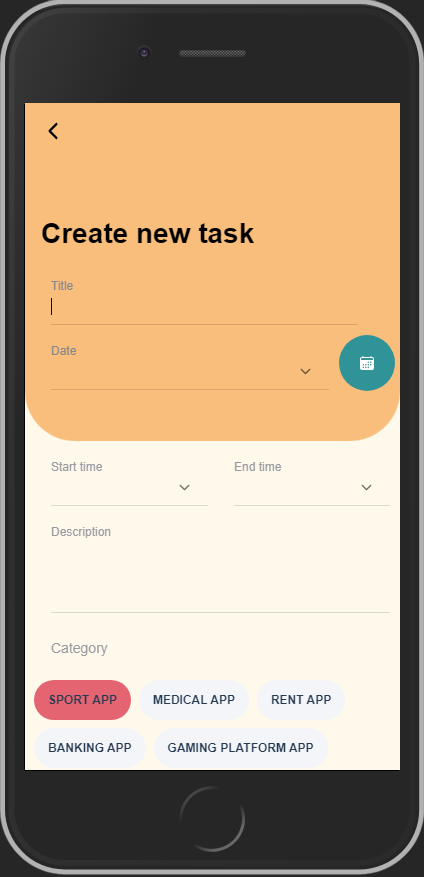 Create new task
Title
Date
Start time End time
Description
Category
SPORT APP MEDICAL APP RENT APP
BANKING APP GAMING PLATFORM APP